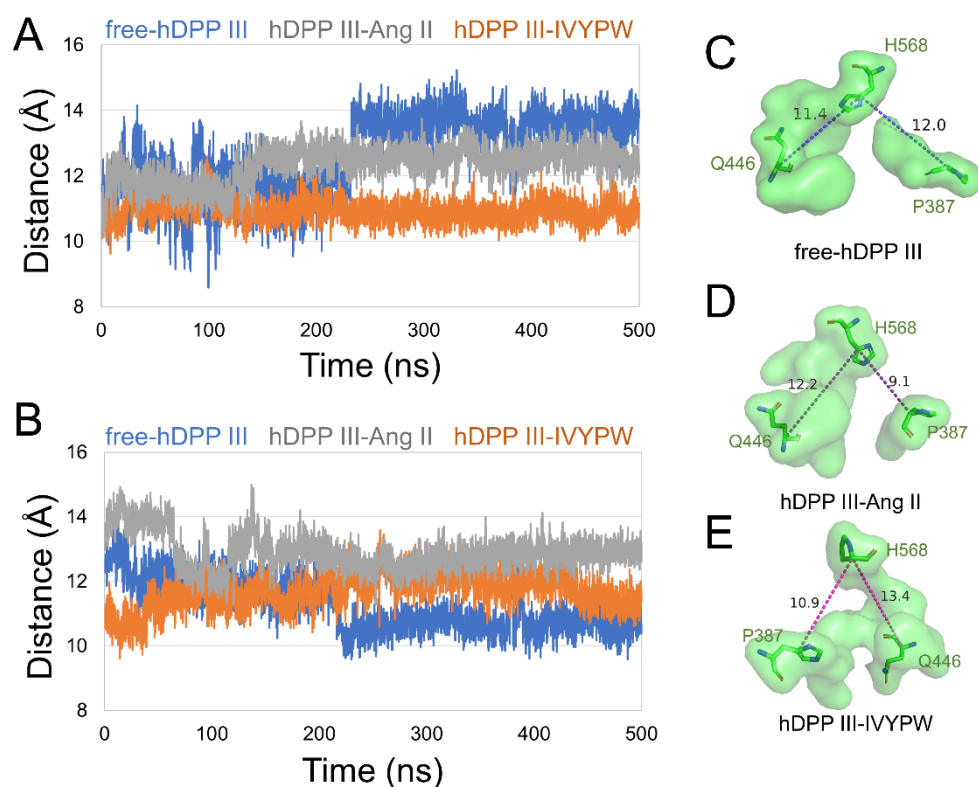 A
free-hDPP III hDPP III-Ang II hDPP III-IVYPW
Distance (Å)
16
14
12
10
8
0 100 200 300 400 500
Time (ns)
B
free-hDPP III hDPP III-Ang II hDPP III-IVYPW
Distance (Å)
16
14
12
10
8
0 100 200 300 400 500
Time (ns)
C
H568
11.4
12.0
Q446
P387
free-hDPP III
D
H568
12.2
9.1
Q446
P387
hDPP III-Ang II
E
H568
10.9
13.4
P387
Q446
hDPP III-IVYPW